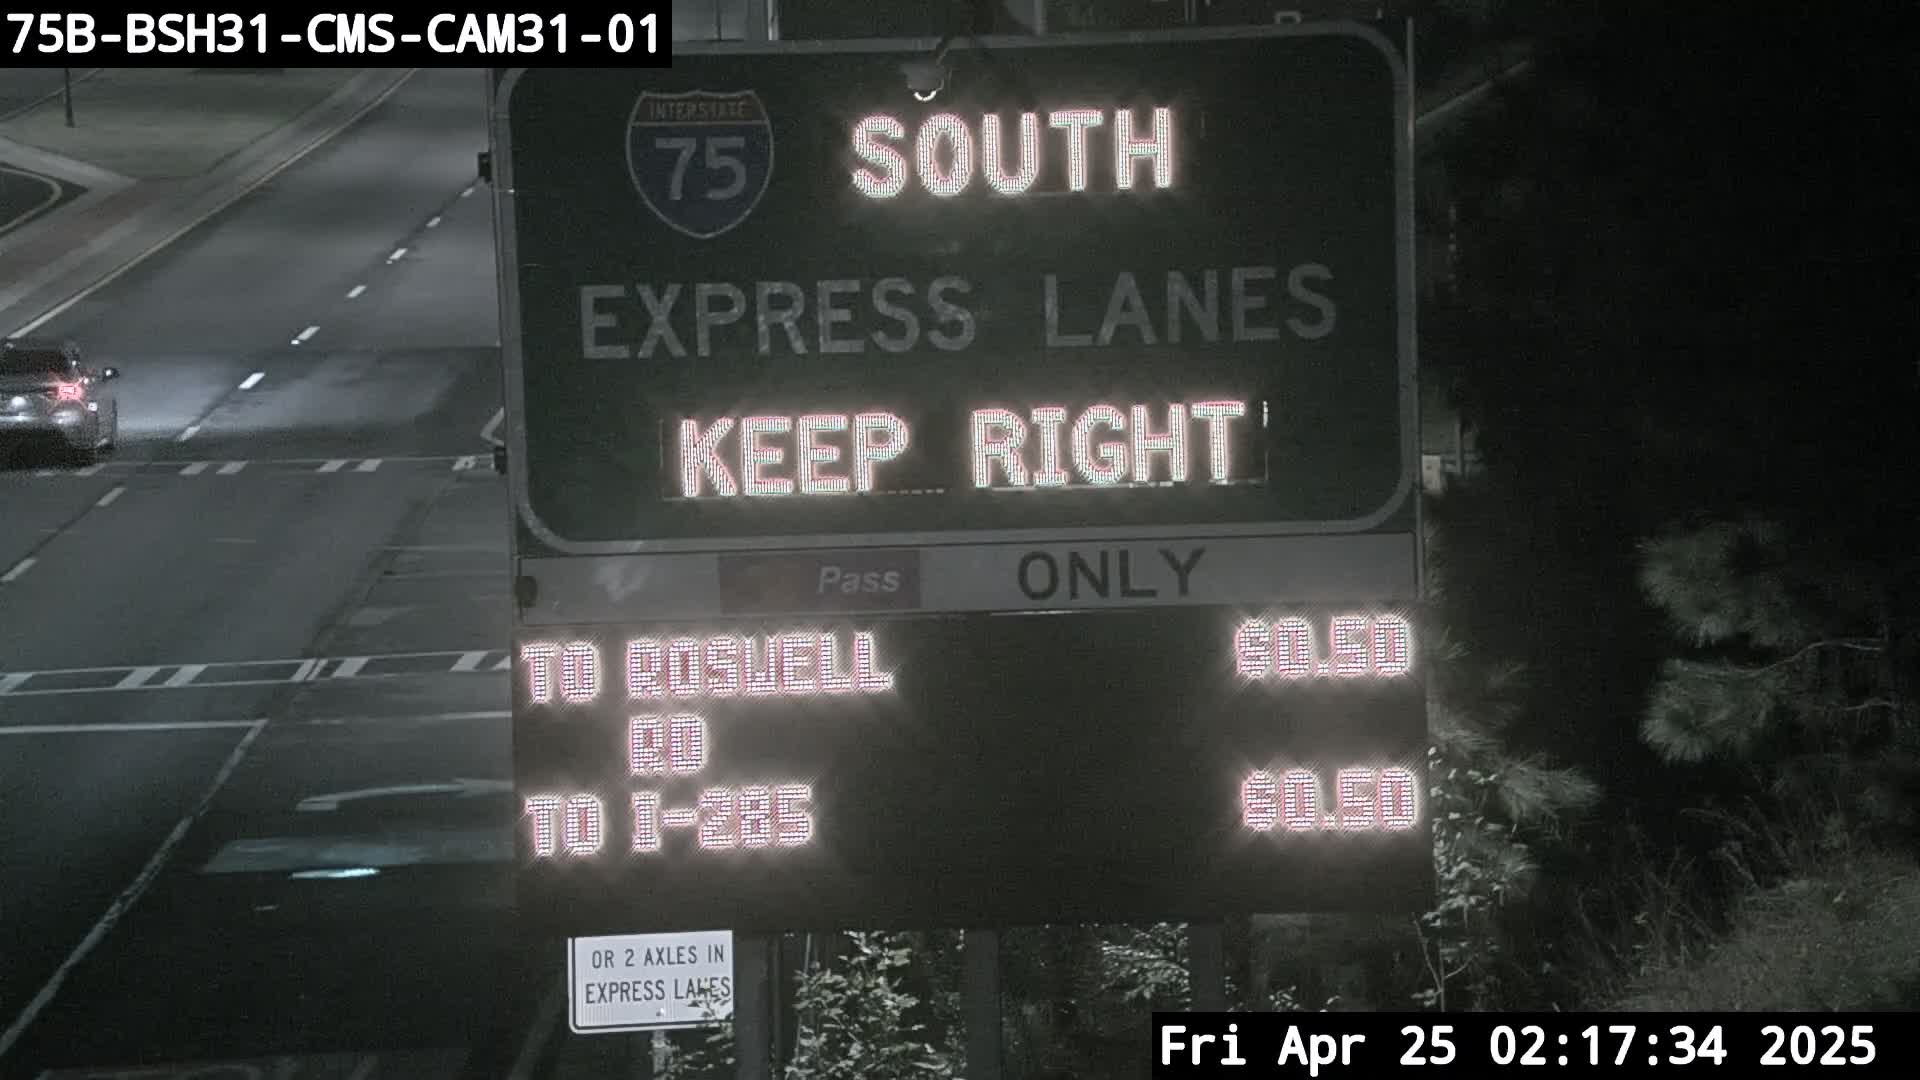 75B-BSH31-CMS-CAM31-01
INTERSTATE
75
SOUTH
EXPRESS LANES
KEEP RIGHT
Pass ONLY
TO ROSWELL $0.50
RD
TO I-285 $0.50
OR 2 AXLES IN
EXPRESS LANES
Fri Apr 25 02:17:34 2025